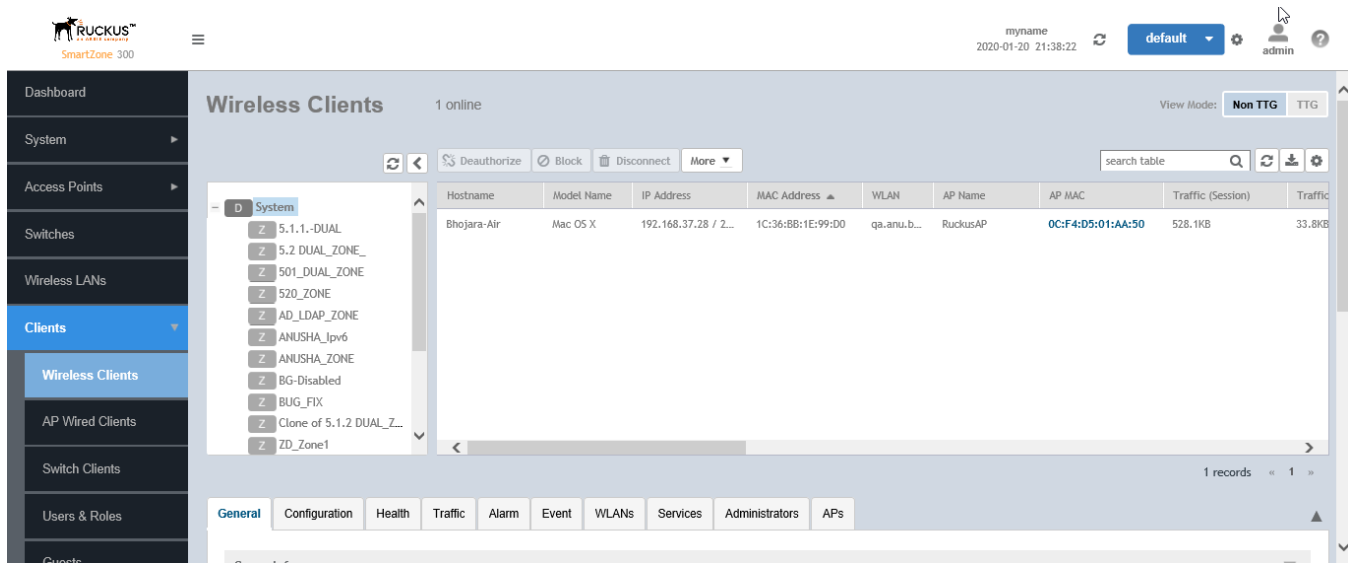 RUCKUS™
SmartZone 300
myname
2020-01-20 21:38:22
default
admin
Dashboard
System
Access Points
Switches
Wireless LANs
Clients
Wireless Clients
AP Wired Clients
Switch Clients
Users & Roles
Guests
Wireless Clients 1 online
View Mode: Non TTG TTG
Deauthorize Block Disconnect More
search table
D System
Z 5.1.1.-DUAL
Z 5.2 DUAL_ZONE_
Z 501_DUAL_ZONE
Z 520_ZONE
Z AD_LDAP_ZONE
Z ANUSHA_Ipv6
Z ANUSHA_ZONE
Z BG-Disabled
Z BUG_FIX
Z Clone of 5.1.2 DUAL_Z...
Z ZD_Zone1
Hostname Model Name IP Address MAC Address WLAN AP Name AP MAC Traffic (Session) Traffic
Bhojara-Air Mac OS X 192.168.37.28 / 2... 1C:36:BB:1E:99:D0 qa.anu.b... RuckusAP 0C:F4:D5:01:AA:50 528.1KB 33.8KB
1 records « 1 »
General Configuration Health Traffic Alarm Event WLANs Services Administrators APs